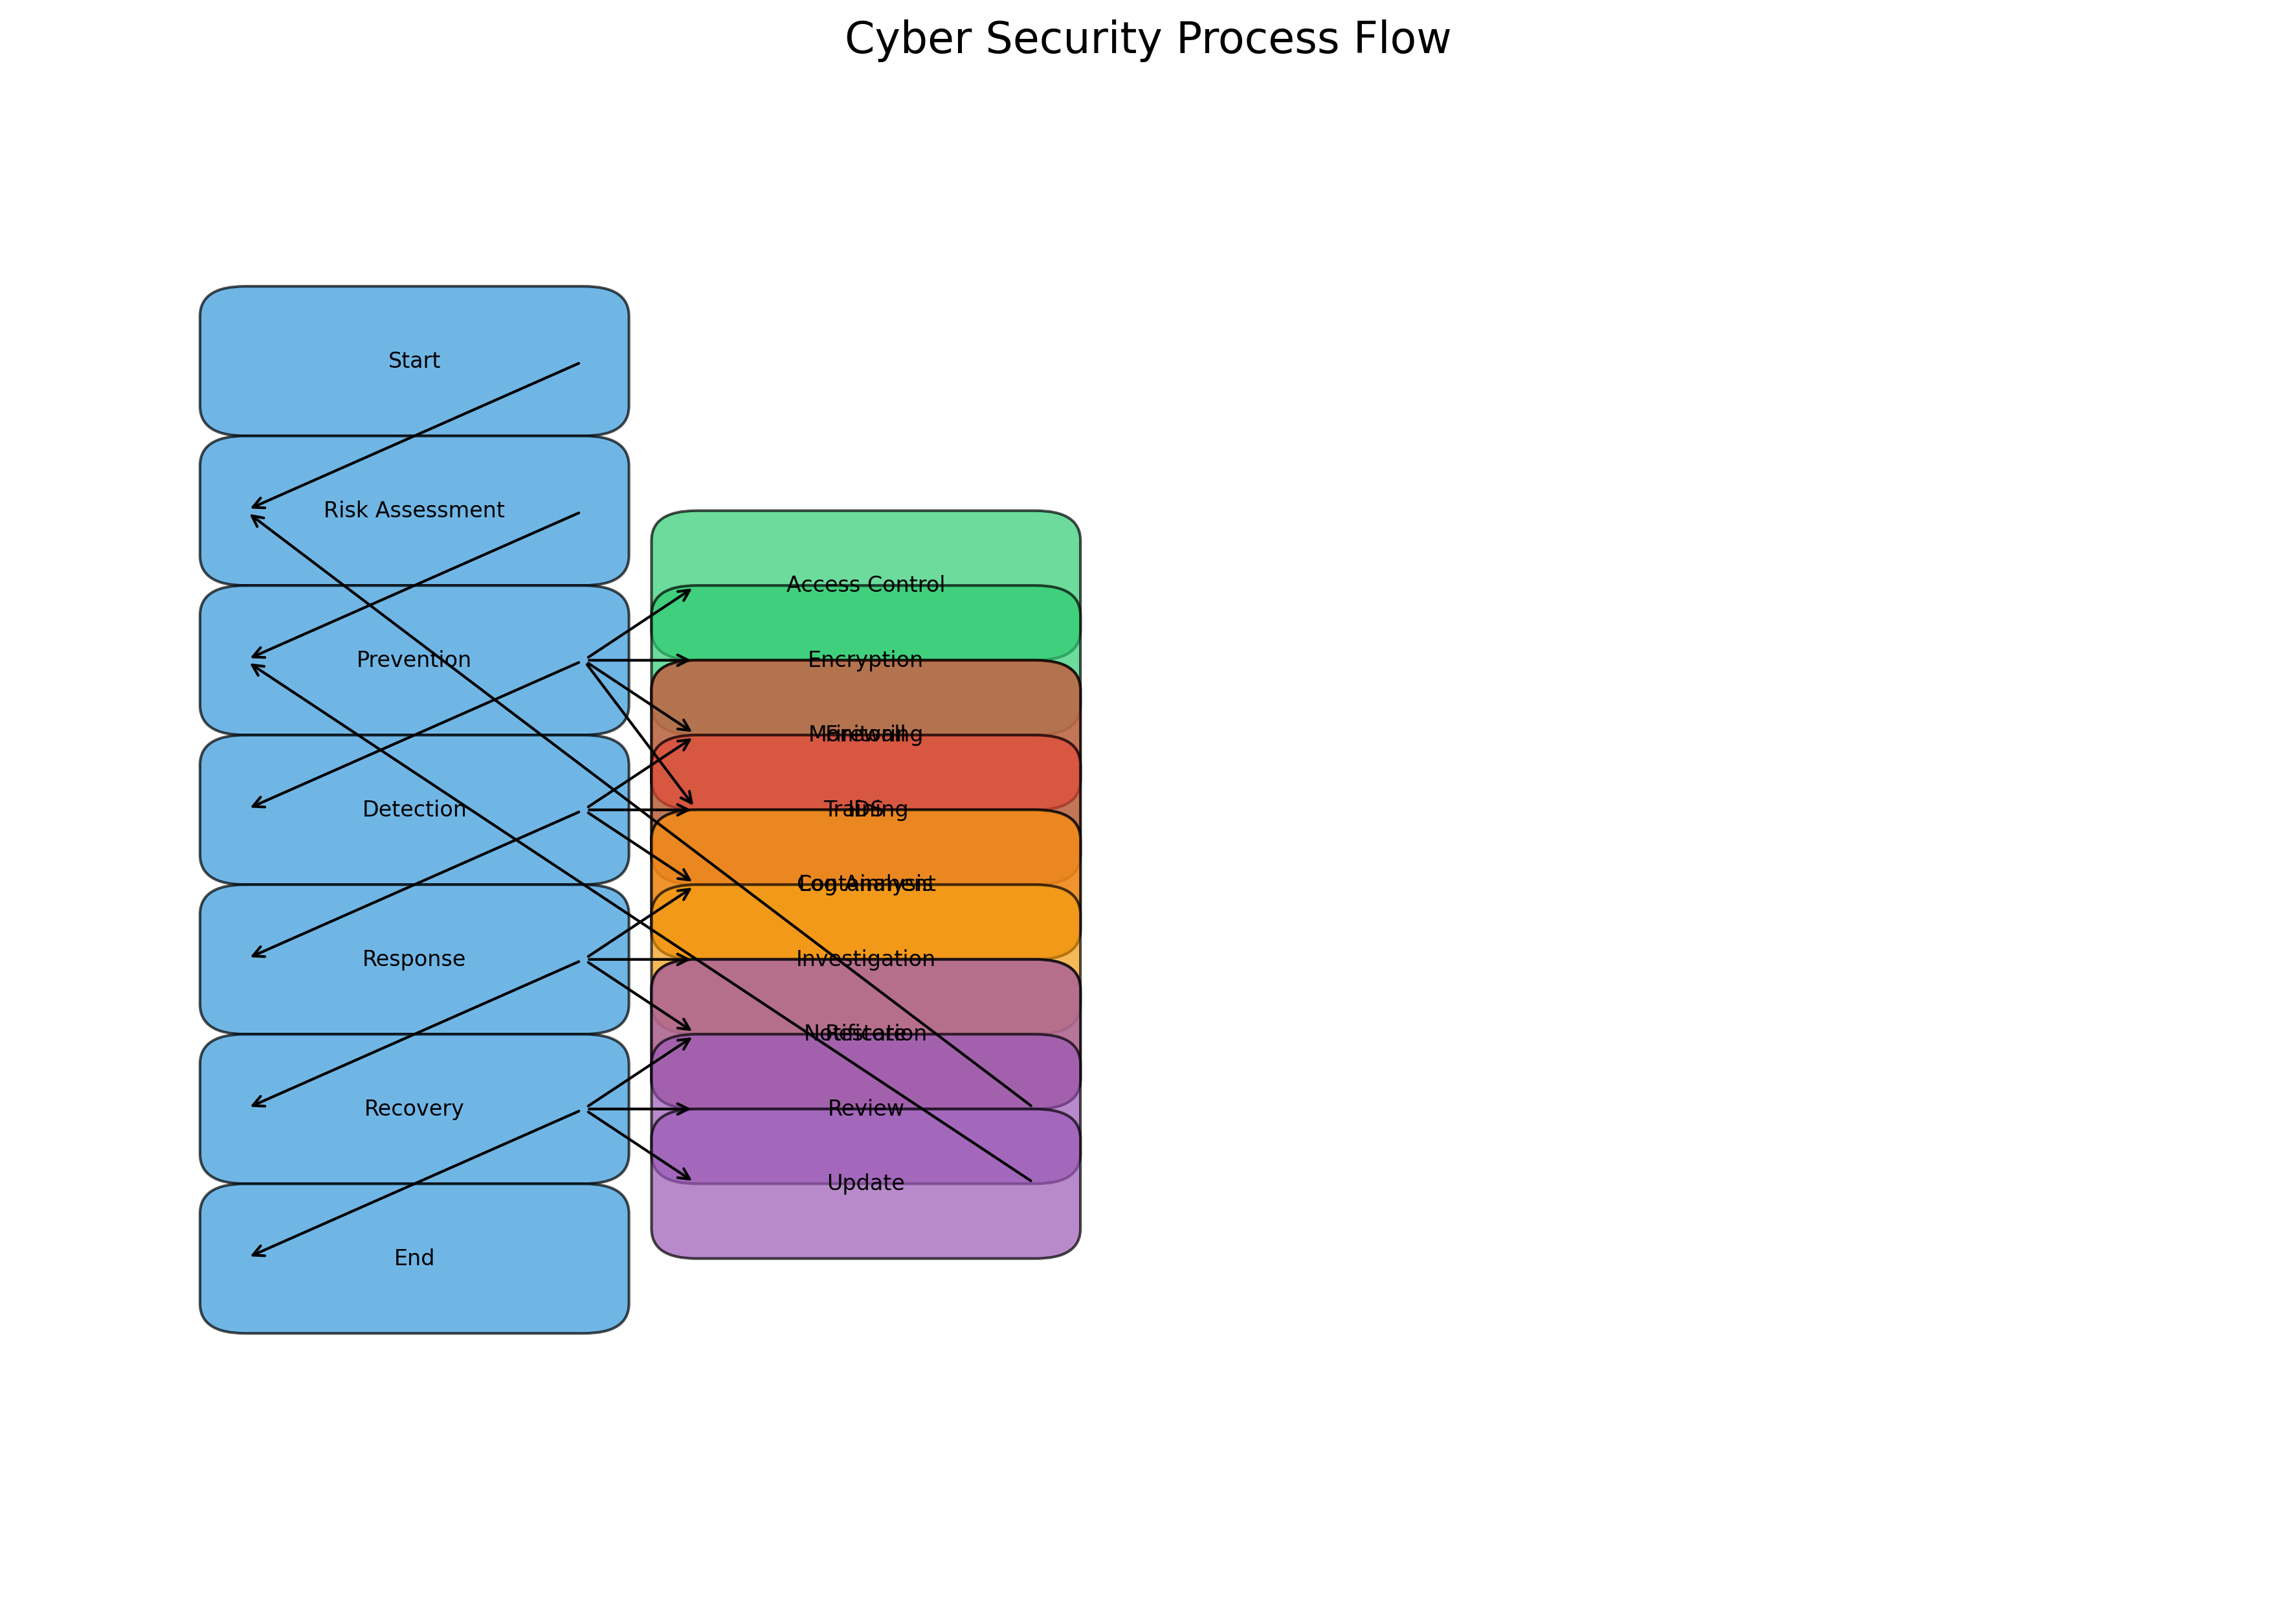 Cyber Security Process Flow
Start
Risk Assessment
Prevention
Detection
Response
Recovery
End
Access Control
Encryption
Firewall
Monitoring
Training
IDS
Log Analysis
Containment
Investigation
Notification
Restore
Review
Update